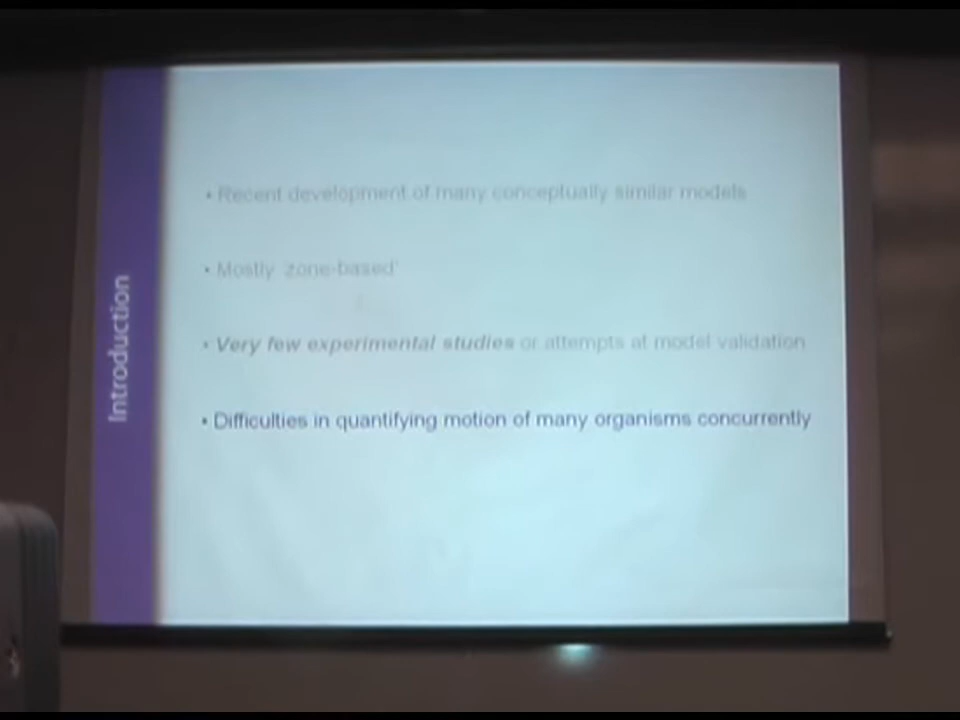 Introduction
• Recent development of many conceptually similar models
• Mostly 'zone-based'
• Very few experimental studies or attempts at model validation
• Difficulties in quantifying motion of many organisms concurrently